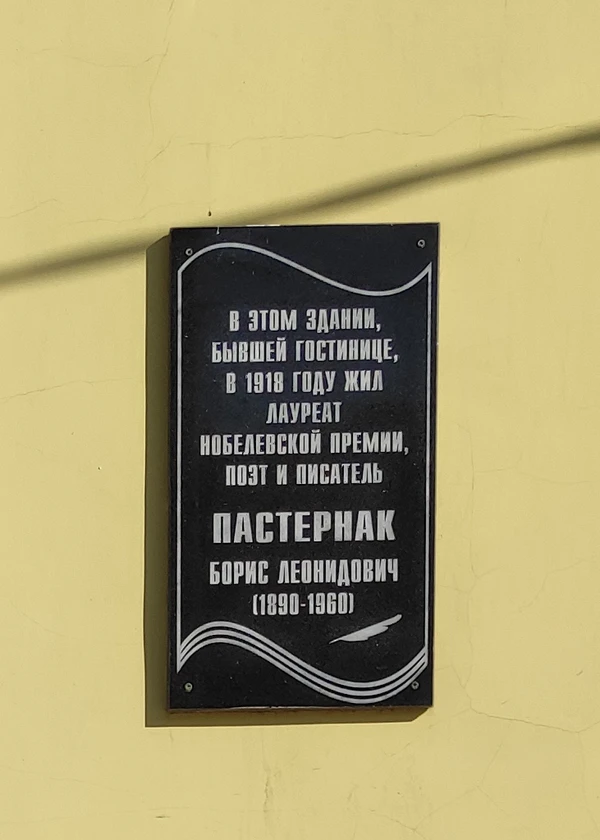 В ЭТОМ ЗДАНИИ,
БЫВШЕЙ ГОСТИНИЦЕ,
В 1918 ГОДУ ЖИЛ
ЛАУРЕАТ
НОБЕЛЕВСКОЙ ПРЕМИИ,
ПОЭТ И ПИСАТЕЛЬ
ПАСТЕРНАК
БОРИС ЛЕОНИДОВИЧ
(1890-1960)